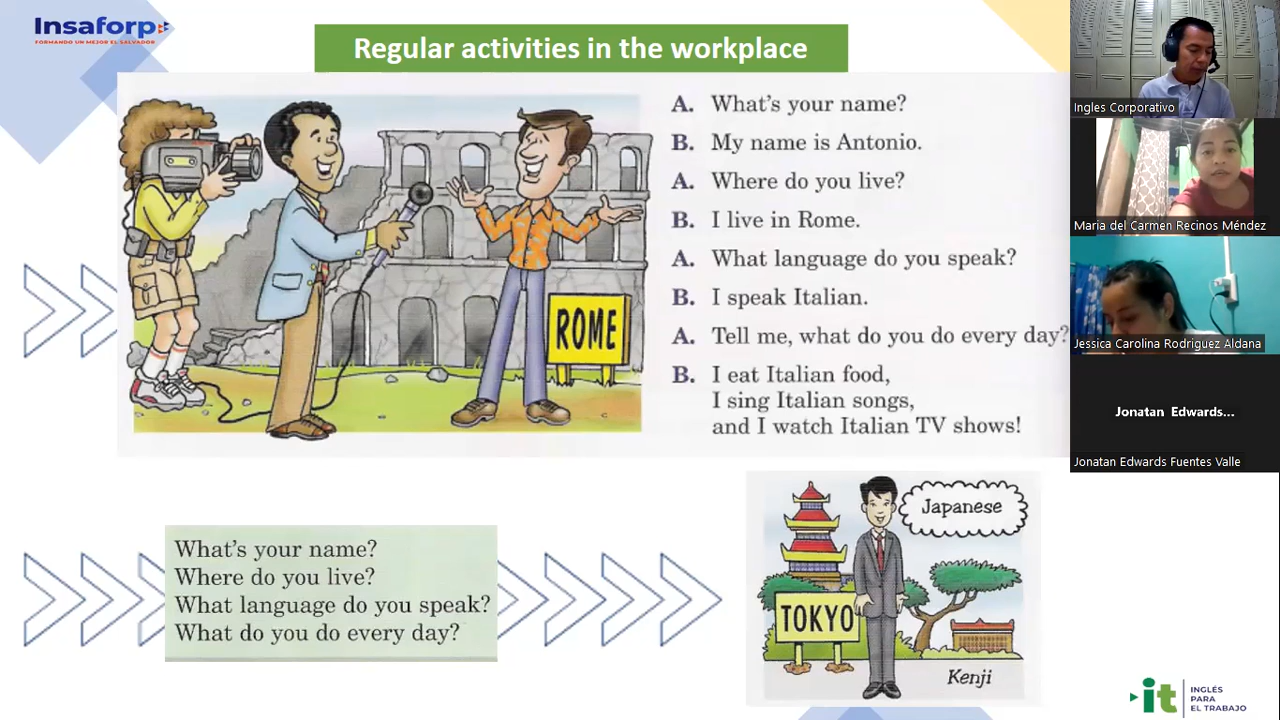 Insaforp
FORMANDO UN MEJOR EL SALVADOR
Regular activities in the workplace
A. What's your name?
B. My name is Antonio.
A. Where do you live?
B. I live in Rome.
A. What language do you speak?
B. I speak Italian.
A. Tell me, what do you do every day?
B. I eat Italian food,
I sing Italian songs,
and I watch Italian TV shows!
ROME
What's your name?
Where do you live?
What language do you speak?
What do you do every day?
Japanese
TOKYO
Kenji
it
INGLÉS
PARA
EL TRABAJO
Ingles Corporativo
Maria del Carmen Recinos Méndez
Jessica Carolina Rodriguez Aldana
Jonatan Edwards...
Jonatan Edwards Fuentes Valle